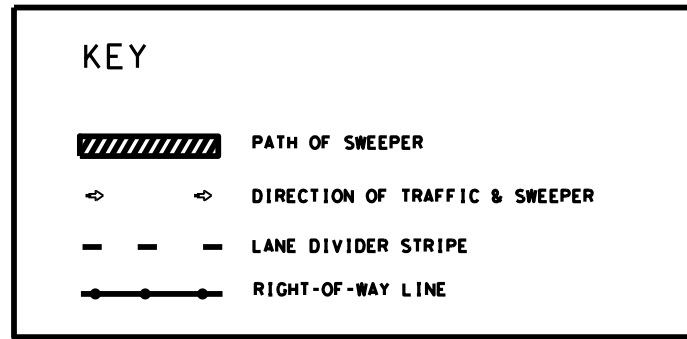 KEY
PATH OF SWEEPER
DIRECTION OF TRAFFIC & SWEEPER
LANE DIVIDER STRIPE
RIGHT-OF-WAY LINE